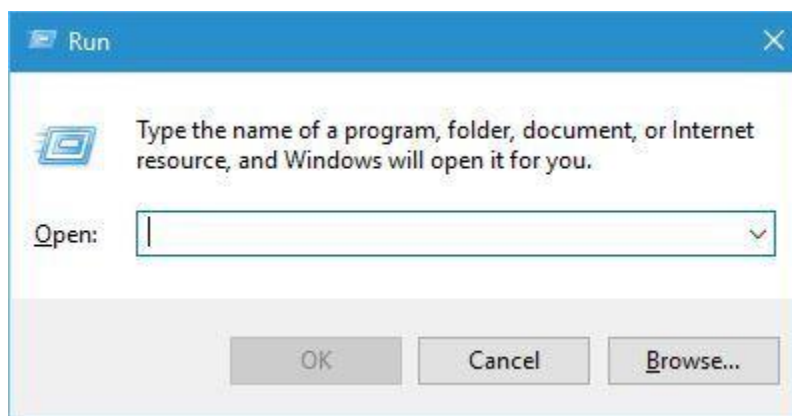 Run
Type the name of a program, folder, document, or Internet
resource, and Windows will open it for you.
Open:
OK Cancel Browse...